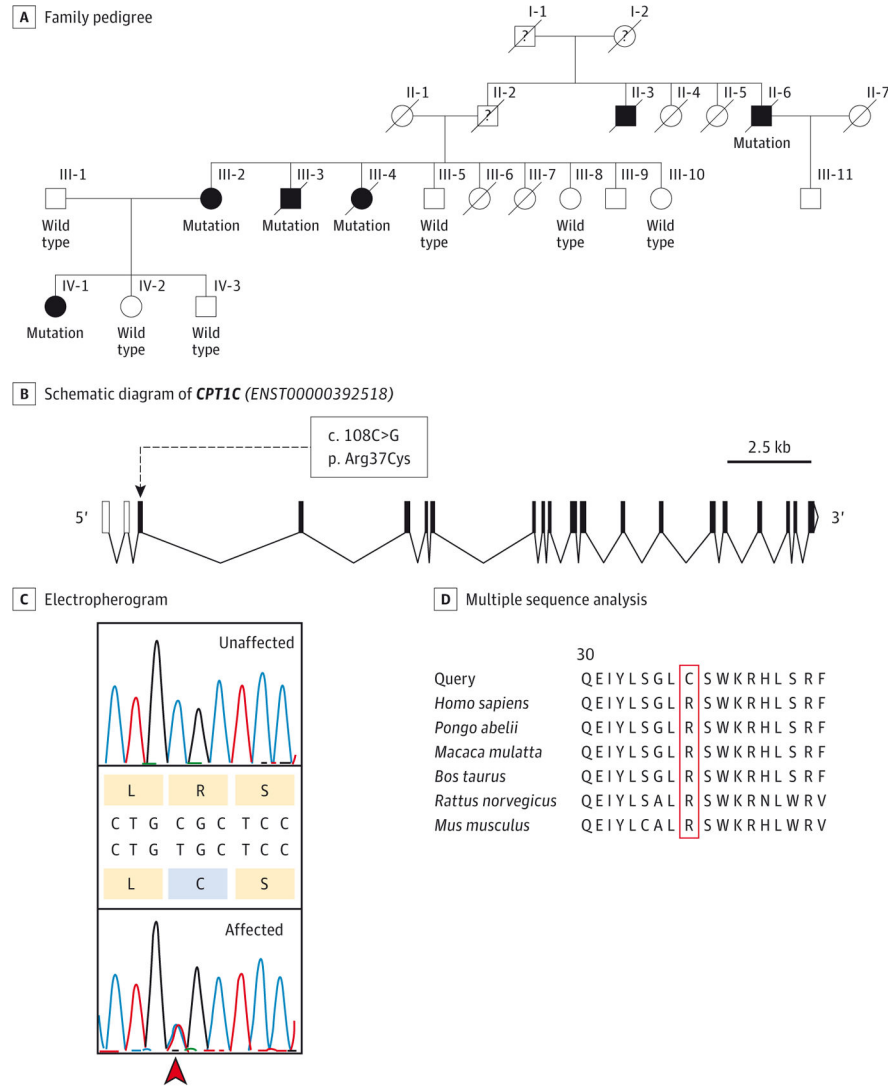 A Family pedigree
I-1 I-2
? ?
II-1 II-2 II-3 II-4 II-5 II-6 II-7
?
Mutation
III-1 III-2 III-3 III-4 III-5 III-6 III-7 III-8 III-9 III-10 III-11
Wild type Mutation Mutation Mutation Wild type Wild type Wild type
IV-1 IV-2 IV-3
Mutation Wild type Wild type
B Schematic diagram of CPT1C (ENST00000392518)
c. 108C>G
p. Arg37Cys
2.5 kb
5′ 3′
C Electropherogram
Unaffected
L R S
C T G C G C T C C
C T G T G C T C C
L C S
Affected
D Multiple sequence analysis
30
Query Q E I Y L S G L C S W K R H L S R F
Homo sapiens Q E I Y L S G L R S W K R H L S R F
Pongo abelii Q E I Y L S G L R S W K R H L S R F
Macaca mulatta Q E I Y L S G L R S W K R H L S R F
Bos taurus Q E I Y L S G L R S W K R H L S R F
Rattus norvegicus Q E I Y L S A L R S W K R N L W R V
Mus musculus Q E I Y L C A L R S W K R H L W R V